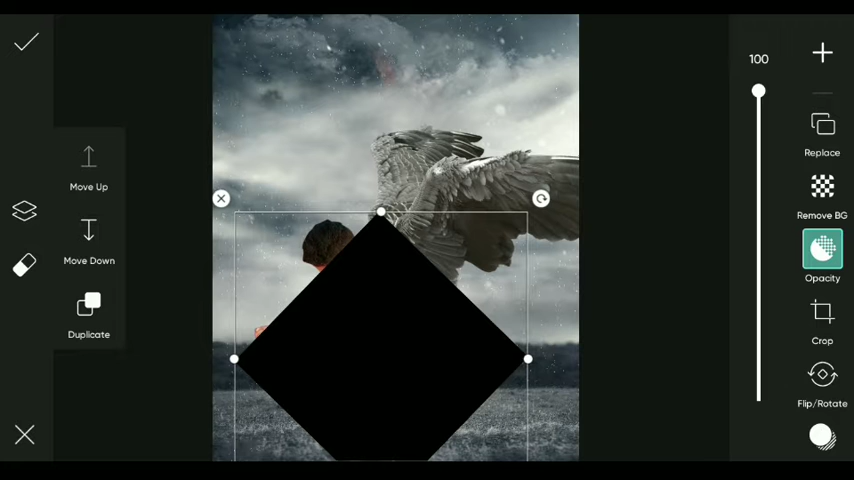 100
Move Up
Move Down
Duplicate
Replace
Remove BG
Opacity
Crop
Flip/Rotate